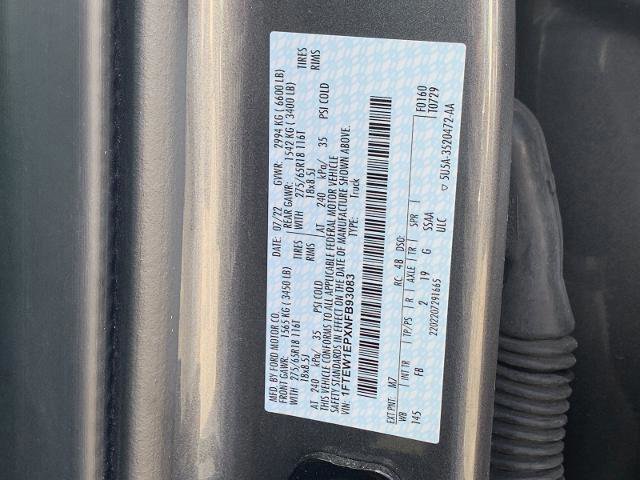 MFD. BY FORD MOTOR CO.
DATE: 07/22 GVWR: 2994 KG (6600 LB)
FRONT GAWR: 1565 KG (3450 LB) REAR GAWR: 1542 KG (3400 LB)
WITH 275/65R18 116T TIRES WITH 275/65R18 116T TIRES
18x8.5J RIMS 18x8.5J RIMS
AT 240 kPa/ 35 PSI COLD AT 240 kPa/ 35 PSI COLD
THIS VEHICLE CONFORMS TO ALL APPLICABLE FEDERAL MOTOR VEHICLE
SAFETY STANDARDS IN EFFECT ON THE DATE OF MANUFACTURE SHOWN ABOVE.
VIN: 1FTEW1EPXNFB93083 TYPE: Truck
F0160
T0729
EXT PNT: M7 RC: 48 DSO:
WB INT TR TP/PS R AXLE TR SPR
145 FB 2 19 G SSAA
ULC
2202207291665
▽ 5U5A-3520472-AA